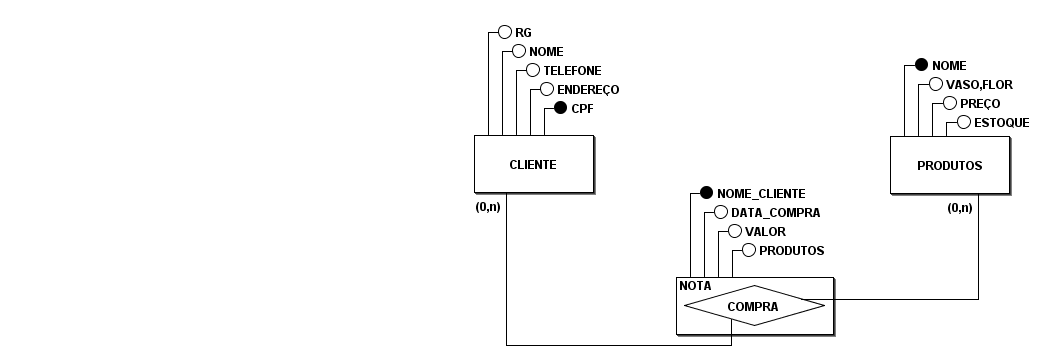 RG
NOME
TELEFONE
ENDEREÇO
CPF
CLIENTE
(0,n)
NOME
VASO,FLOR
PREÇO
ESTOQUE
PRODUTOS
(0,n)
NOME_CLIENTE
DATA_COMPRA
VALOR
PRODUTOS
NOTA
COMPRA